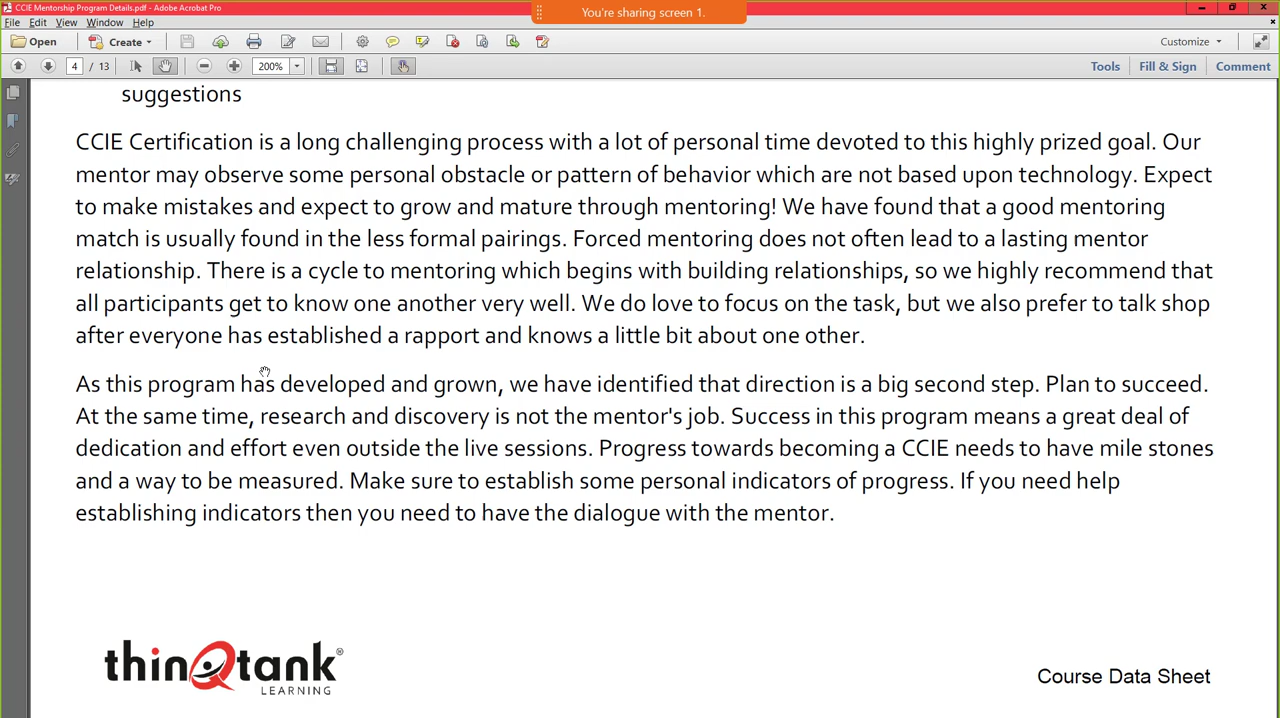 CCIE Mentorship Program Details.pdf - Adobe Acrobat Pro
You're sharing screen 1.
File Edit View Window Help
Open Create Customize
4 / 13 200% Tools Fill & Sign Comment
suggestions
CCIE Certification is a long challenging process with a lot of personal time devoted to this highly prized goal. Our
mentor may observe some personal obstacle or pattern of behavior which are not based upon technology. Expect
to make mistakes and expect to grow and mature through mentoring! We have found that a good mentoring
match is usually found in the less formal pairings. Forced mentoring does not often lead to a lasting mentor
relationship. There is a cycle to mentoring which begins with building relationships, so we highly recommend that
all participants get to know one another very well. We do love to focus on the task, but we also prefer to talk shop
after everyone has established a rapport and knows a little bit about one other.
As this program has developed and grown, we have identified that direction is a big second step. Plan to succeed.
At the same time, research and discovery is not the mentor's job. Success in this program means a great deal of
dedication and effort even outside the live sessions. Progress towards becoming a CCIE needs to have mile stones
and a way to be measured. Make sure to establish some personal indicators of progress. If you need help
establishing indicators then you need to have the dialogue with the mentor.
thinQtank®
LEARNING
Course Data Sheet